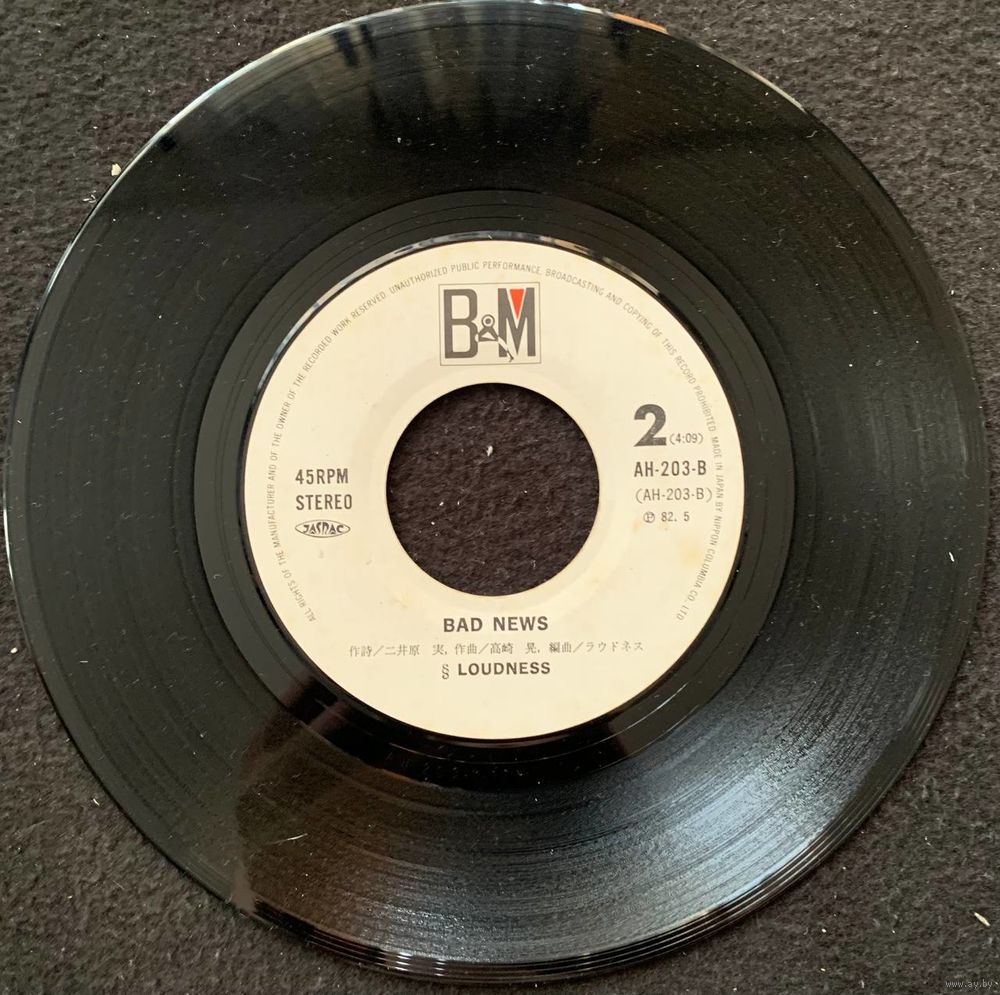 ALL RIGHTS OF THE MANUFACTURER AND OF THE OWNER OF THE RECORDED WORK RESERVED. UNAUTHORIZED PUBLIC PERFORMANCE. BROADCASTING AND COPYING OF THIS RECORD PROHIBITED MADE IN JAPAN BY NIPPON COLUMBIA CO. LTD
B&M
2 (4:09)
45RPM
STEREO
JASRAC
AH-203-B
(AH-203-B)
Ⓟ 82. 5
BAD NEWS
作詩/二井原 実, 作曲/高崎 晃, 編曲/ラウドネス
§ LOUDNESS
www.ay.by